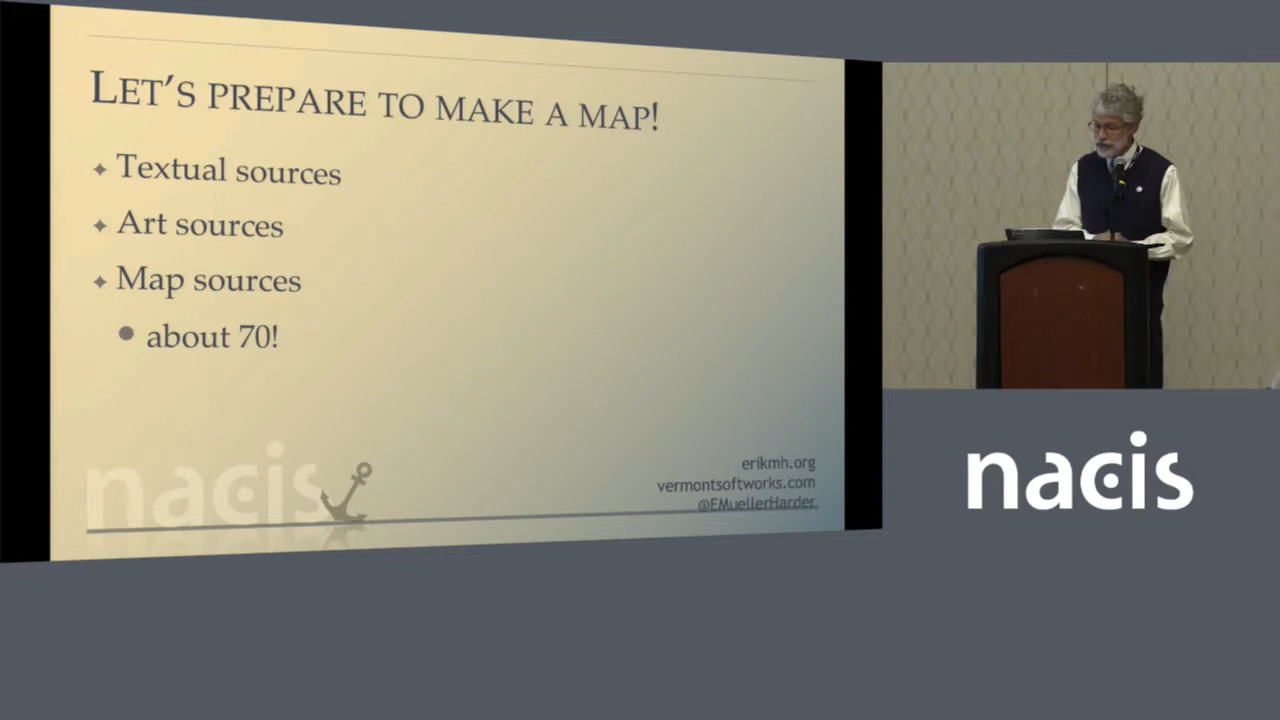 LET'S PREPARE TO MAKE A MAP!
Textual sources
Art sources
Map sources
about 70!
nacis
erikmh.org
vermontsoftworks.com
@EMuellerHarder
nacis